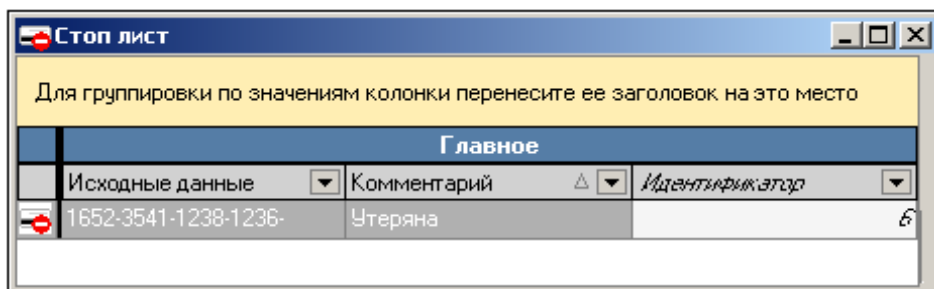 Стоп лист
Для группировки по значениям колонки перенесите ее заголовок на это место
Главное
Исходные данные Комментарий Идентификатор
1652-3541-1238-1236- Утеряна 6